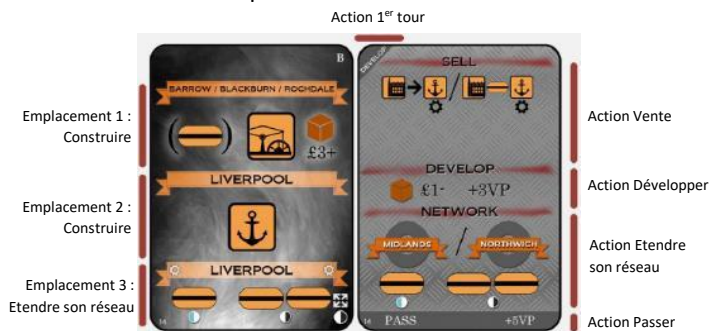 Action 1er tour
B
DEVELOP
SELL
BARROW / BLACKBURN / ROCHDALE
Emplacement 1 :
Construire
£3+
Action Vente
LIVERPOOL
DEVELOP
£1- +3VP
Action Développer
Emplacement 2 :
Construire
NETWORK
MIDLANDS / NORTHWICH
Action Etendre
son réseau
LIVERPOOL
Emplacement 3 :
Etendre son réseau
14
14 PASS +5VP
Action Passer